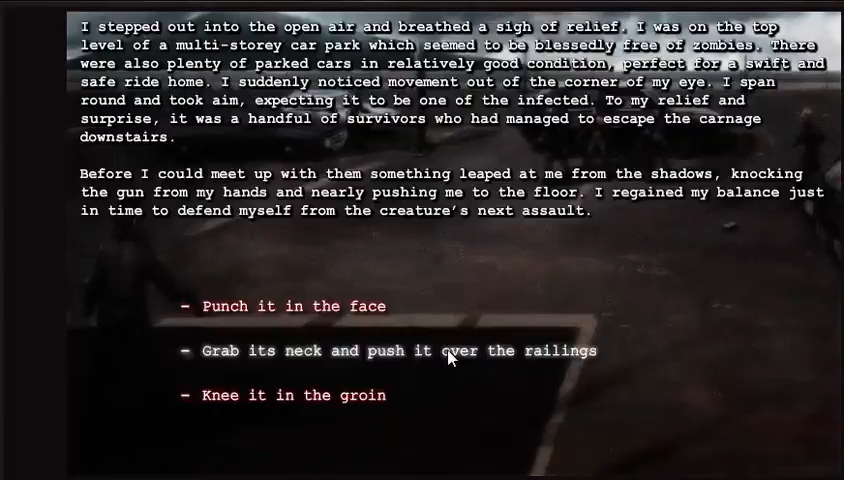 I stepped out into the open air and breathed a sigh of relief. I was on the top
level of a multi-storey car park which seemed to be blessedly free of zombies. There
were also plenty of parked cars in relatively good condition, perfect for a swift and
safe ride home. I suddenly noticed movement out of the corner of my eye. I span
round and took aim, expecting it to be one of the infected. To my relief and
surprise, it was a handful of survivors who had managed to escape the carnage
downstairs.
Before I could meet up with them something leaped at me from the shadows, knocking
the gun from my hands and nearly pushing me to the floor. I regained my balance just
in time to defend myself from the creature's next assault.
- Punch it in the face
- Grab its neck and push it over the railings
- Knee it in the groin